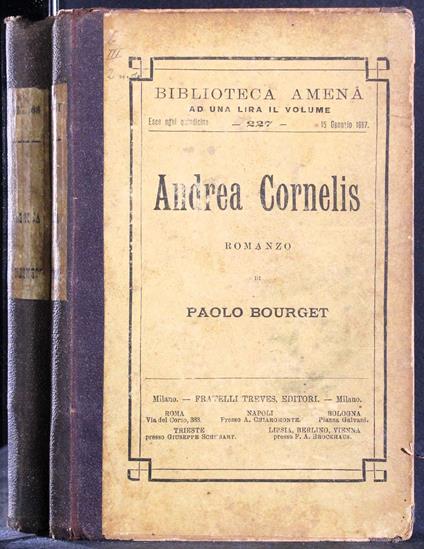 BIBLIOTECA AMENA
AD UNA LIRA IL VOLUME
Esce ogni quindicina — 227 — 15 Gennaio 1887.
Andrea Cornelis
ROMANZO
DI
PAOLO BOURGET
Milano. — FRATELLI TREVES, EDITORI. — Milano.
ROMA NAPOLI BOLOGNA
Via del Corso, 383. Presso A. CHIAROMONTE. Piazza Galvani.
TRIESTE LIPSIA, BERLINO, VIENNA
presso GIUSEPPE SCHUBART. presso F. A. BROCKHAUS.